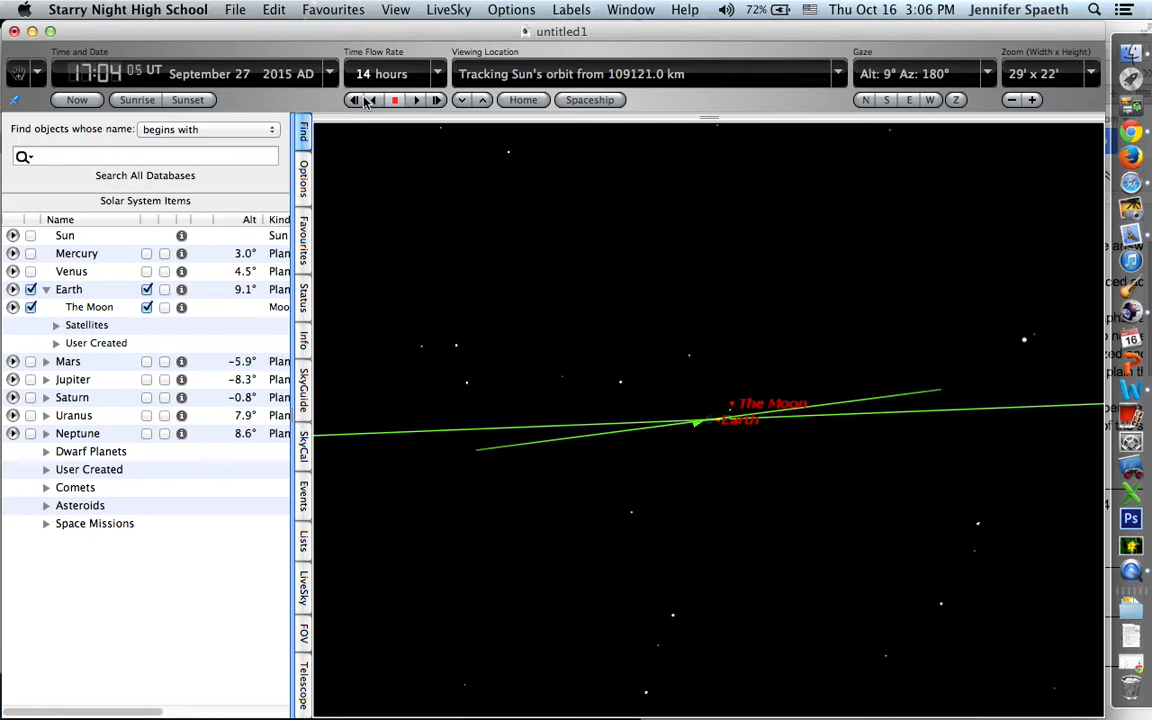 Starry Night High School File Edit Favourites View LiveSky Options Labels Window Help 72% Thu Oct 16 3:06 PM Jennifer Spaeth
untitled1
Time and Date Time Flow Rate Viewing Location Gaze Zoom (Width x Height)
17:04 05 UT September 27 2015 AD 14 hours Tracking Sun's orbit from 109121.0 km Alt: 9° Az: 180° 29' x 22'
Now Sunrise Sunset Home Spaceship N S E W Z
Find objects whose name: begins with
Search All Databases
Solar System Items
Name Alt Kind
Sun Sun
Mercury 3.0° Plan
Venus 4.5° Plan
Earth 9.1° Plan
The Moon Moo
Satellites
User Created
Mars −5.9° Plan
Jupiter −8.3° Plan
Saturn −0.8° Plan
Uranus 7.9° Plan
Neptune 8.6° Plan
Dwarf Planets
User Created
Comets
Asteroids
Space Missions
Find
Options
Favourites
Status
Info
SkyGuide
SkyCal
Events
Lists
LiveSky
FOV
Telescope
The Moon
Earth
16
Ps